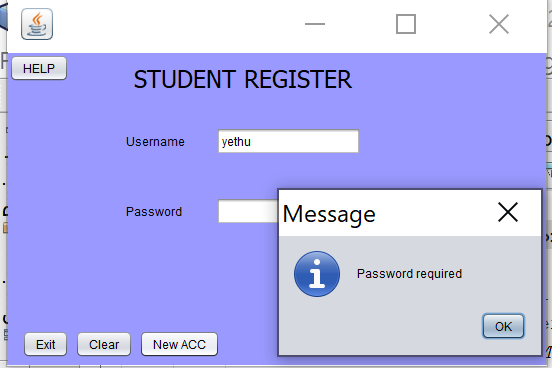 HELP
STUDENT REGISTER
Username yethu
Password
Message
Password required
OK
Exit Clear New ACC